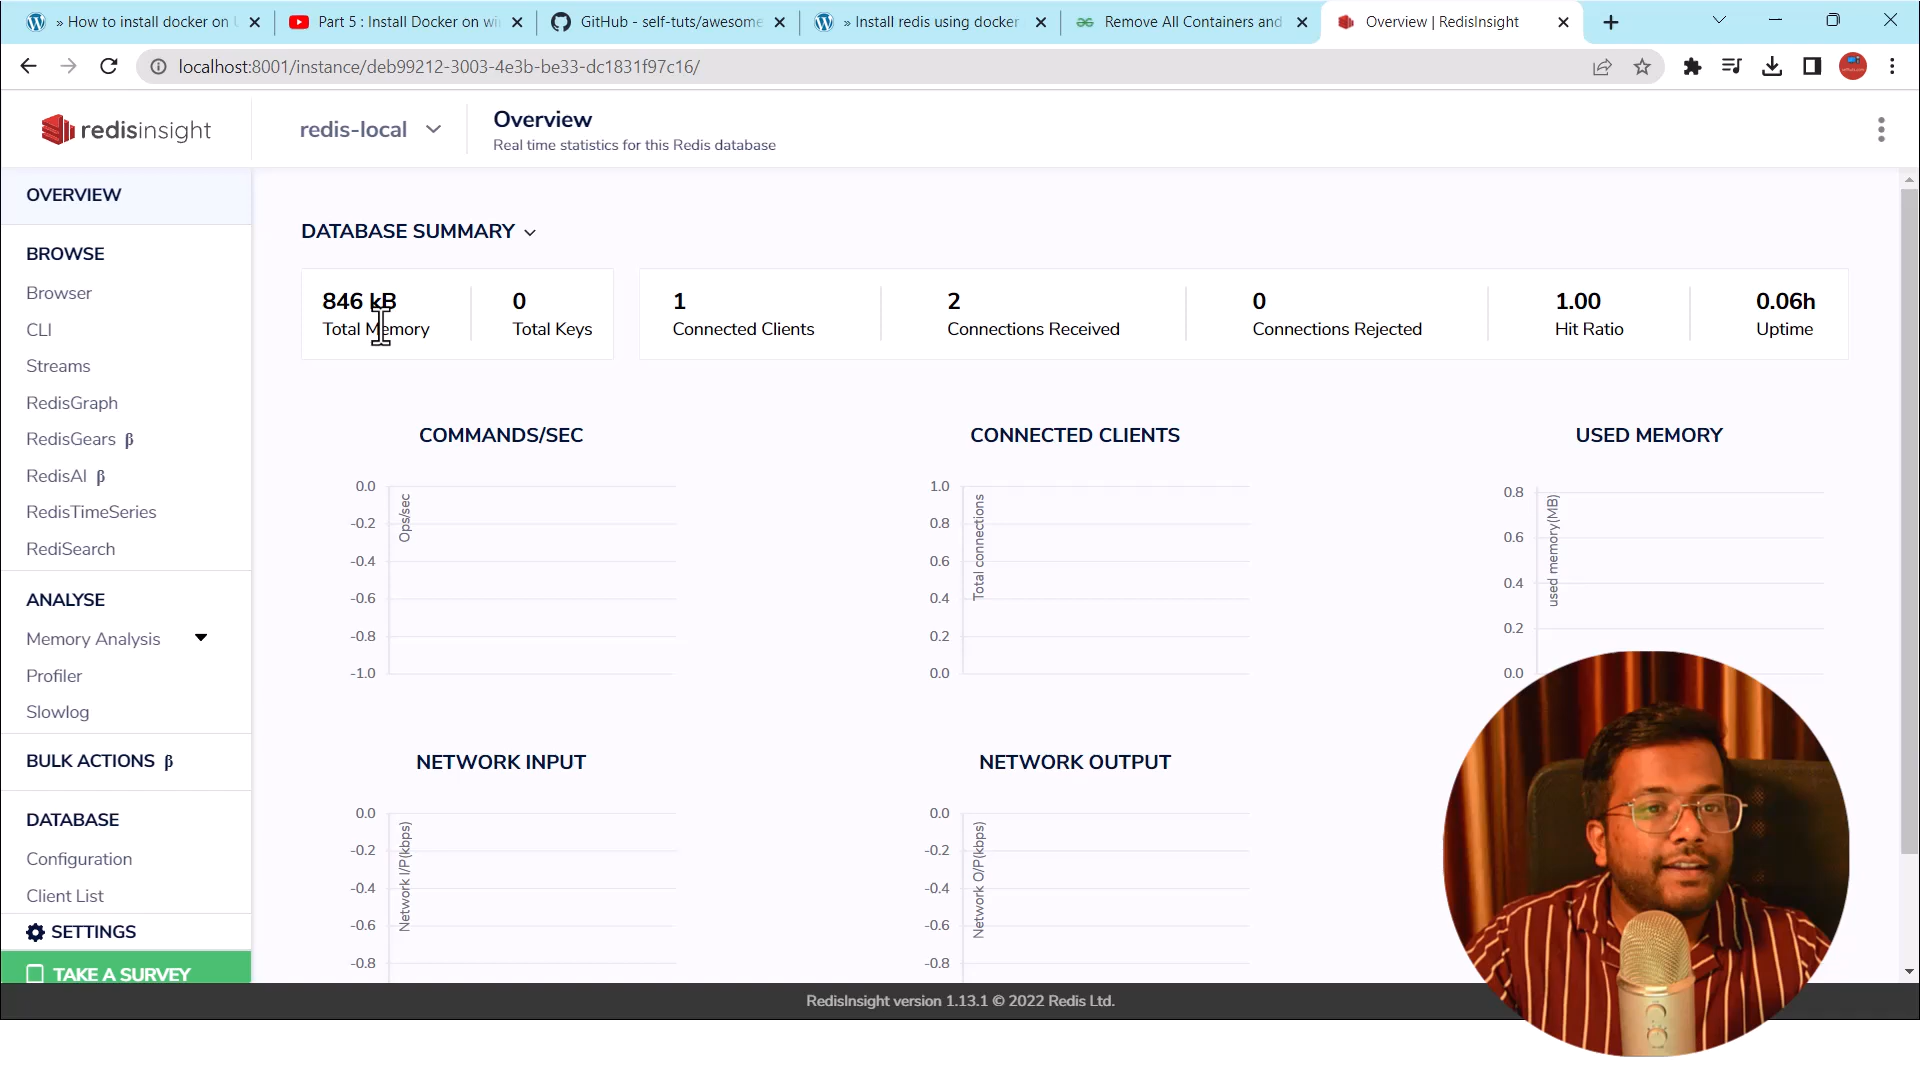 » How to install docker on U
Part 5 : Install Docker on wi
GitHub - self-tuts/awesome
» Install redis using docker
Remove All Containers and
Overview | RedisInsight
localhost:8001/instance/deb99212-3003-4e3b-be33-dc1831f97c16/
redisinsight
redis-local
Overview
Real time statistics for this Redis database
OVERVIEW
BROWSE
Browser
CLI
Streams
RedisGraph
RedisGears β
RedisAI β
RedisTimeSeries
RediSearch
ANALYSE
Memory Analysis
Profiler
Slowlog
BULK ACTIONS β
DATABASE
Configuration
Client List
SETTINGS
TAKE A SURVEY
DATABASE SUMMARY
846 kB
Total Memory
0
Total Keys
1
Connected Clients
2
Connections Received
0
Connections Rejected
1.00
Hit Ratio
0.06h
Uptime
COMMANDS/SEC
0.0
-0.2
-0.4
-0.6
-0.8
-1.0
Ops/sec
CONNECTED CLIENTS
1.0
0.8
0.6
0.4
0.2
0.0
Total connections
USED MEMORY
0.8
0.6
0.4
0.2
0.0
used memory(MB)
NETWORK INPUT
0.0
-0.2
-0.4
-0.6
-0.8
Network I/P(kbps)
NETWORK OUTPUT
0.0
-0.2
-0.4
-0.6
-0.8
Network O/P(kbps)
RedisInsight version 1.13.1 © 2022 Redis Ltd.